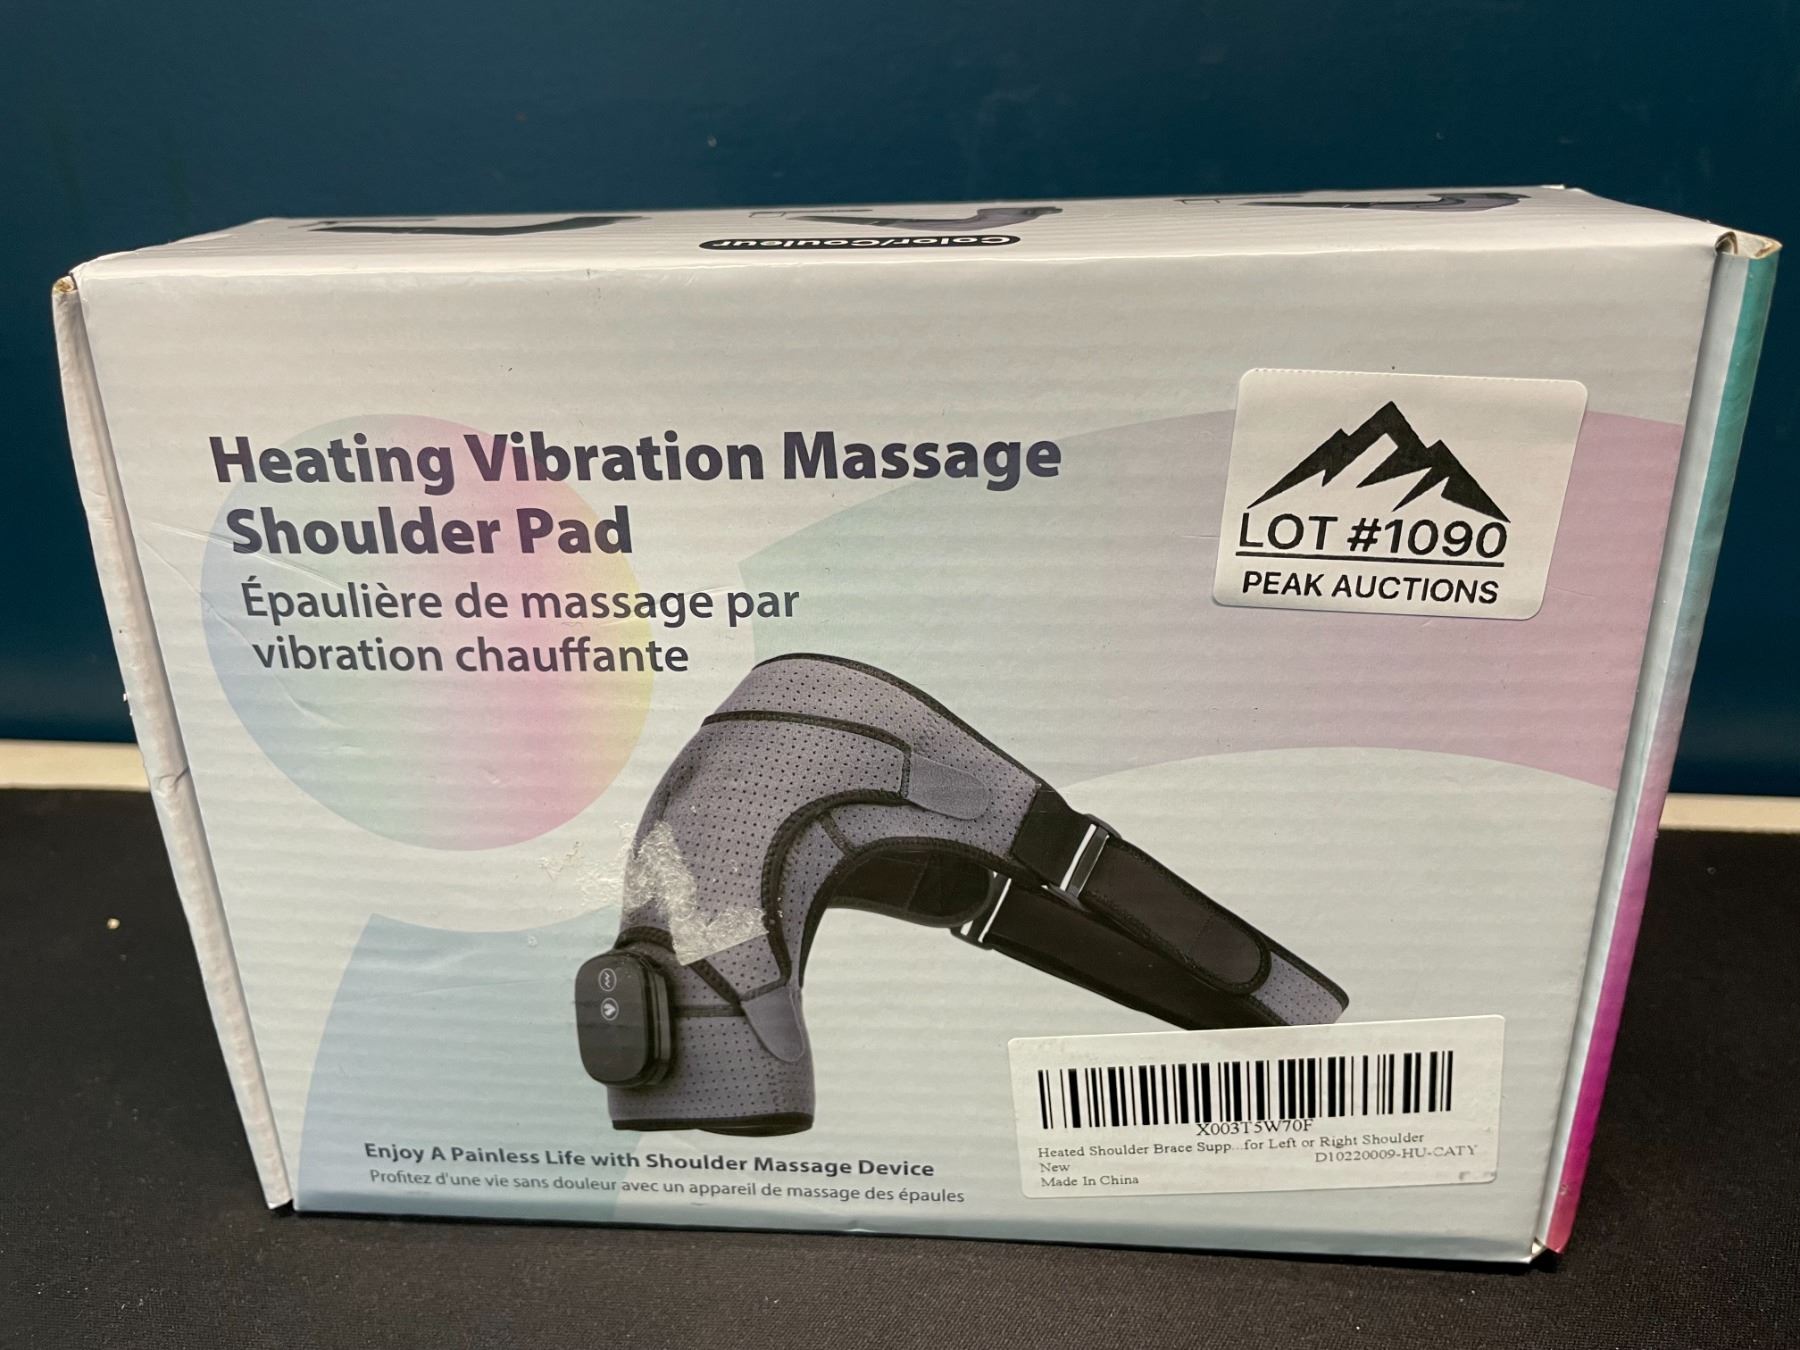 Color/Couleur
Heating Vibration Massage
Shoulder Pad
Épaulière de massage par
vibration chauffante
LOT #1090
PEAK AUCTIONS
Enjoy A Painless Life with Shoulder Massage Device
Profitez d'une vie sans douleur avec un appareil de massage des épaules
X003T5W70F
Heated Shoulder Brace Supp...for Left or Right Shoulder
New
D10220009-HU-CATY
Made In China